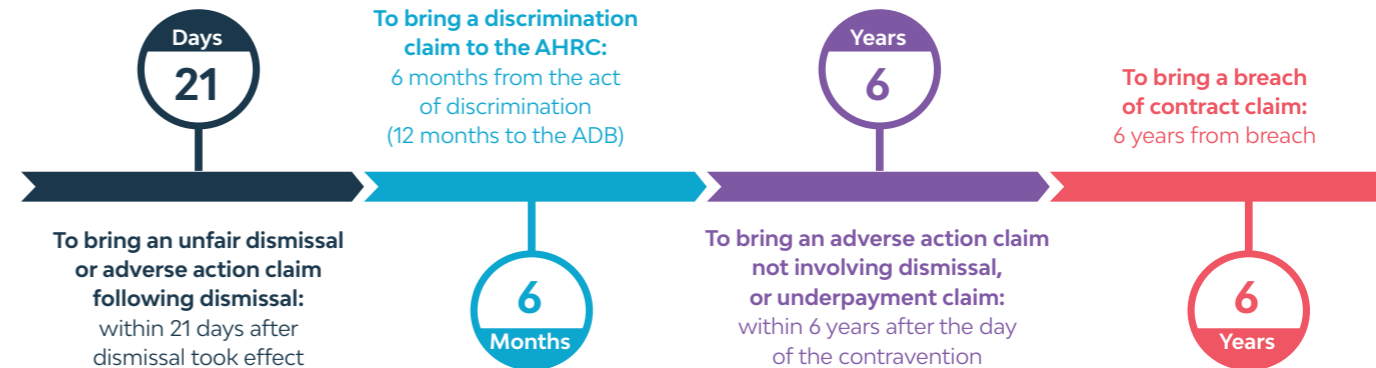 Days
21
To bring an unfair dismissal
or adverse action claim
following dismissal:
within 21 days after
dismissal took effect
To bring a discrimination
claim to the AHRC:
6 months from the act
of discrimination
(12 months to the ADB)
6
Months
Years
6
To bring an adverse action claim
not involving dismissal,
or underpayment claim:
within 6 years after the day
of the contravention
To bring a breach
of contract claim:
6 years from breach
6
Years